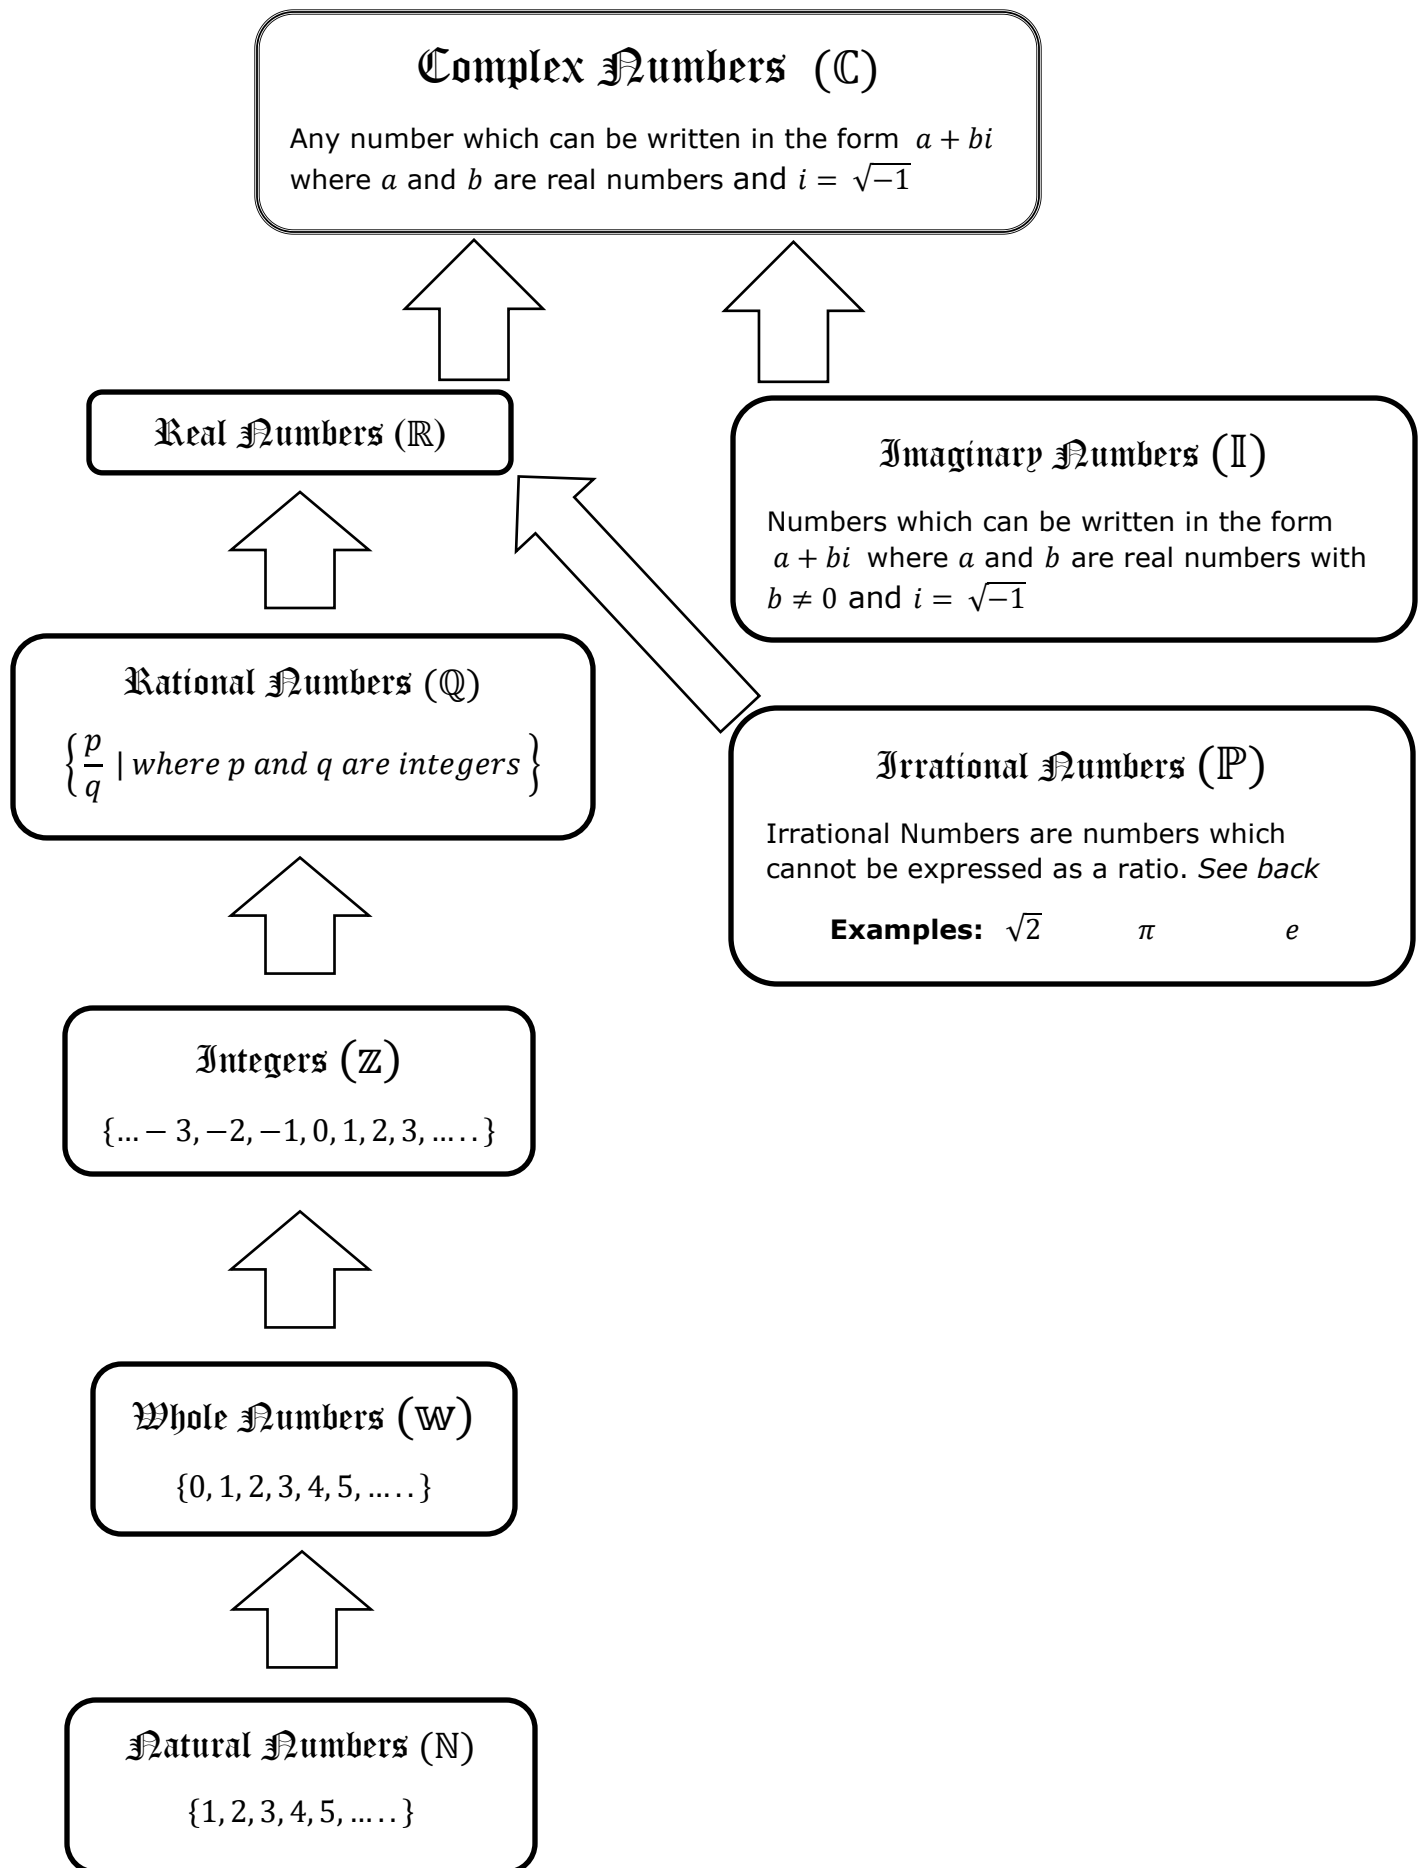 Complex Numbers (ℂ)
Any number which can be written in the form a + bi
where a and b are real numbers and i = √−1
Real Numbers (ℝ)
Imaginary Numbers (𝕀)
Numbers which can be written in the form
a + bi where a and b are real numbers with
b ≠ 0 and i = √−1
Rational Numbers (ℚ)
{ p/q | where p and q are integers }
Irrational Numbers (ℙ)
Irrational Numbers are numbers which
cannot be expressed as a ratio. See back
Examples: √2 π e
Integers (ℤ)
{… − 3, −2, −1, 0, 1, 2, 3, … . . }
Whole Numbers (𝕎)
{0, 1, 2, 3, 4, 5, … . . }
Natural Numbers (ℕ)
{1, 2, 3, 4, 5, … . . }